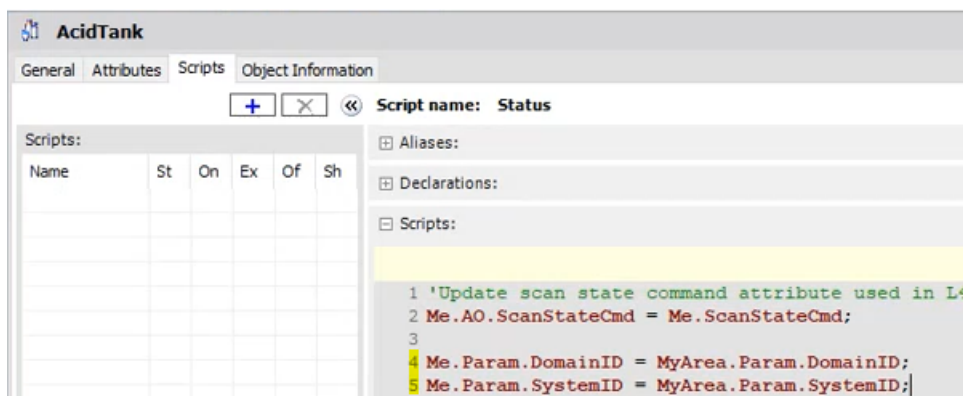 AcidTank
General Attributes Scripts Object Information
+ × « Script name: Status
Scripts:
Name St On Ex Of Sh
Aliases:
Declarations:
Scripts:
1 'Update scan state command attribute used in L4
2 Me.AO.ScanStateCmd = Me.ScanStateCmd;
3
4 Me.Param.DomainID = MyArea.Param.DomainID;
5 Me.Param.SystemID = MyArea.Param.SystemID;